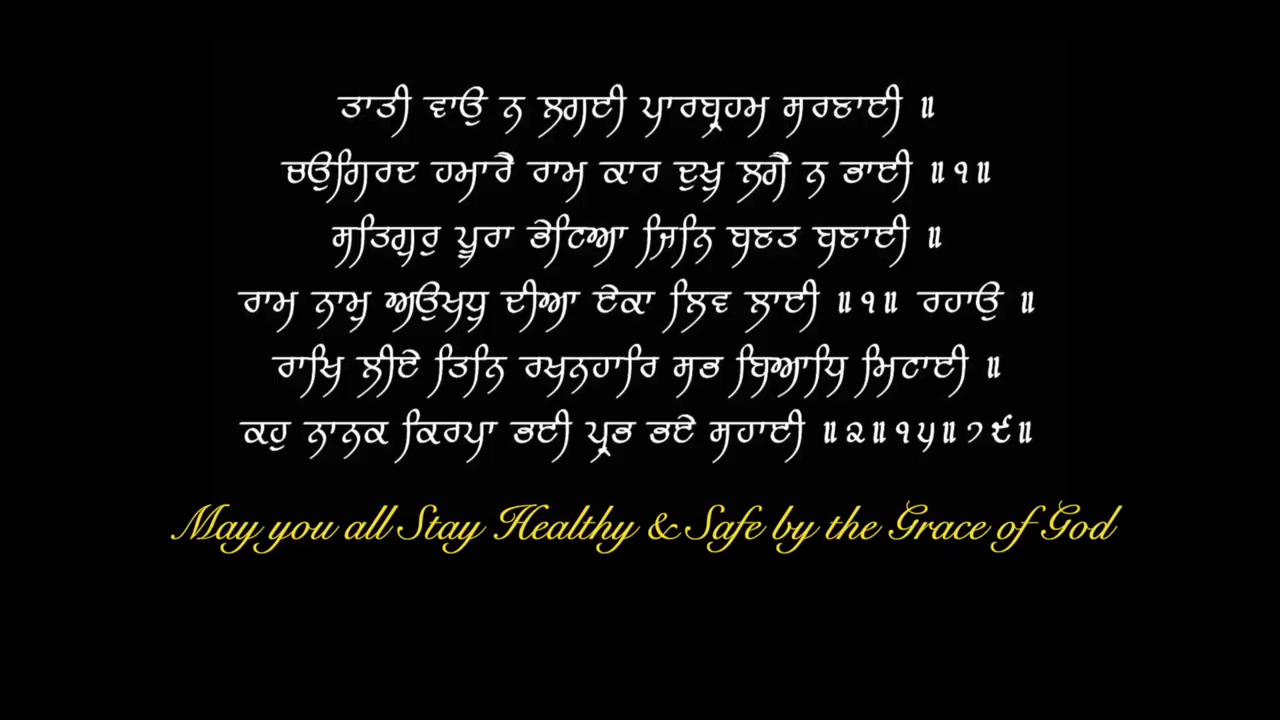 ਤਾਤੀ ਵਾਉ ਨ ਲਗਈ ਪਾਰਬ੍ਰਹਮ ਸਰਣਾਈ ॥
ਚਉਗਿਰਦ ਹਮਾਰੈ ਰਾਮ ਕਾਰ ਦੁਖੁ ਲਗੈ ਨ ਭਾਈ ॥੧॥
ਸਤਿਗੁਰੁ ਪੂਰਾ ਭੇਟਿਆ ਜਿਨਿ ਬਣਤ ਬਣਾਈ ॥
ਰਾਮ ਨਾਮੁ ਅਉਖਧੁ ਦੀਆ ਏਕਾ ਲਿਵ ਲਾਈ ॥੧॥ ਰਹਾਉ ॥
ਰਾਖਿ ਲੀਏ ਤਿਨਿ ਰਖਨਹਾਰਿ ਸਭ ਬਿਆਧਿ ਮਿਟਾਈ ॥
ਕਹੁ ਨਾਨਕ ਕਿਰਪਾ ਭਈ ਪ੍ਰਭ ਭਏ ਸਹਾਈ ॥੨॥੧੫॥੭੯॥
May you all Stay Healthy & Safe by the Grace of God